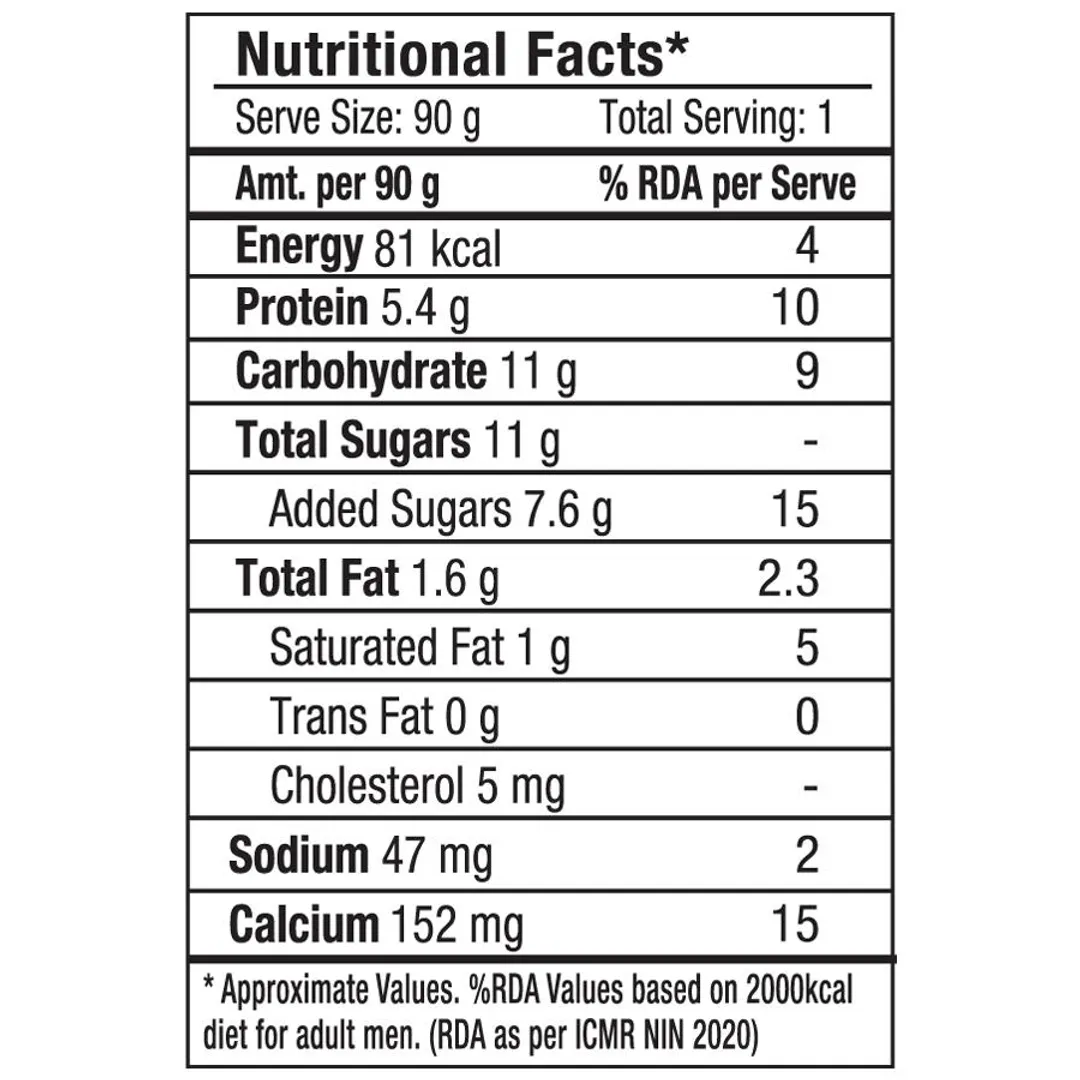 Nutritional Facts*
Serve Size: 90 g Total Serving: 1
Amt. per 90 g % RDA per Serve
Energy 81 kcal 4
Protein 5.4 g 10
Carbohydrate 11 g 9
Total Sugars 11 g -
Added Sugars 7.6 g 15
Total Fat 1.6 g 2.3
Saturated Fat 1 g 5
Trans Fat 0 g 0
Cholesterol 5 mg -
Sodium 47 mg 2
Calcium 152 mg 15
* Approximate Values. %RDA Values based on 2000kcal
diet for adult men. (RDA as per ICMR NIN 2020)